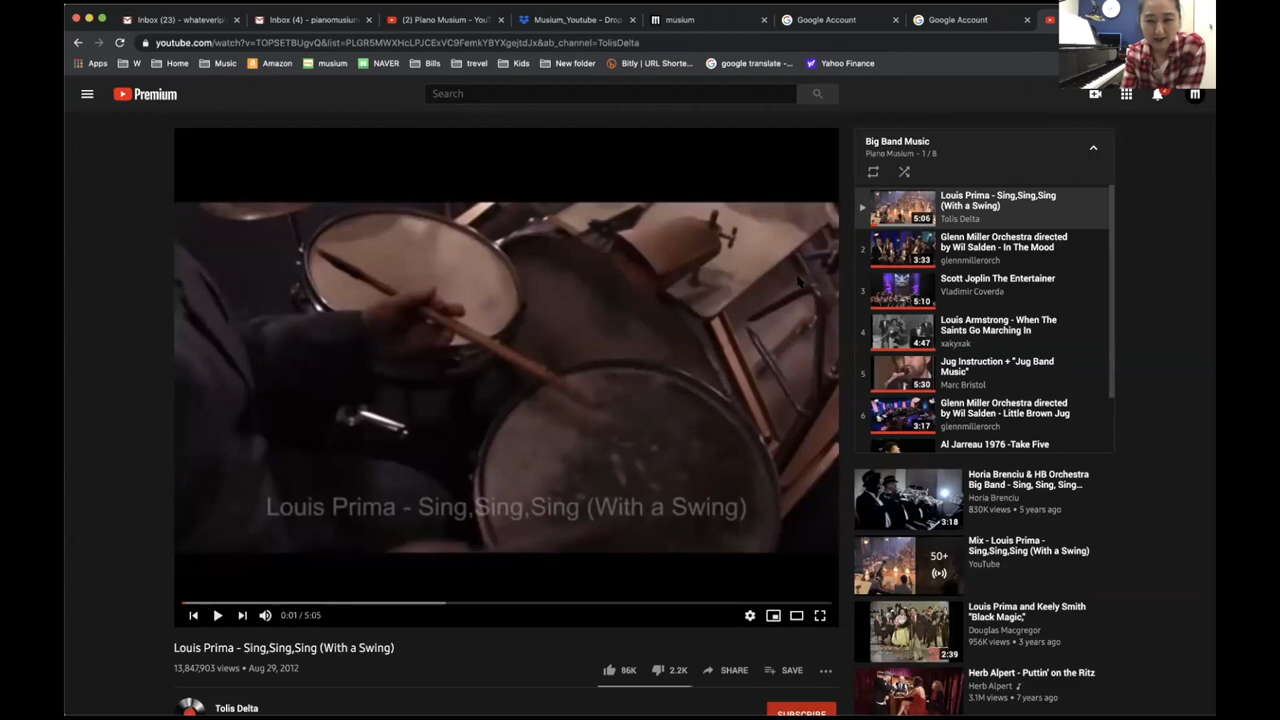 Inbox (23) - whateveripl
Inbox (4) - pianomusium
(2) Piano Musium - You
Musium_Youtube - Drop
musium
Google Account
Google Account
youtube.com/watch?v=TOPSETBUgvQ&list=PLGR5MWXHcLPJCExVC9FemkYBYXgejtdJx&ab_channel=TolisDelta
Apps
W
Home
Music
Amazon
musium
NAVER
Bills
trevel
Kids
New folder
Bitly | URL Shorte...
google translate -...
Yahoo Finance
Premium
Search
m
Louis Prima - Sing,Sing,Sing (With a Swing)
0:01 / 5:05
Louis Prima - Sing,Sing,Sing (With a Swing)
13,847,903 views • Aug 29, 2012
86K
2.2K
SHARE
SAVE
Tolis Delta
SUBSCRIBE
Big Band Music
Piano Musium - 1 / 8
Louis Prima - Sing,Sing,Sing
(With a Swing)
Tolis Delta
5:06
2
Glenn Miller Orchestra directed
by Wil Salden - In The Mood
glennmillerorch
3:33
3
Scott Joplin The Entertainer
Vladimir Coverda
5:10
4
Louis Armstrong - When The
Saints Go Marching In
xakyxak
4:47
5
Jug Instruction + "Jug Band
Music"
Marc Bristol
5:30
6
Glenn Miller Orchestra directed
by Wil Salden - Little Brown Jug
glennmillerorch
3:17
Al Jarreau 1976 -Take Five
Horia Brenciu & HB Orchestra
Big Band - Sing, Sing, Sing...
Horia Brenciu
830K views • 5 years ago
3:18
Mix - Louis Prima -
Sing,Sing,Sing (With a Swing)
YouTube
50+
Louis Prima and Keely Smith
"Black Magic,"
Douglas Macgregor
956K views • 3 years ago
2:39
Herb Alpert - Puttin' on the Ritz
Herb Alpert
3.1M views • 7 years ago